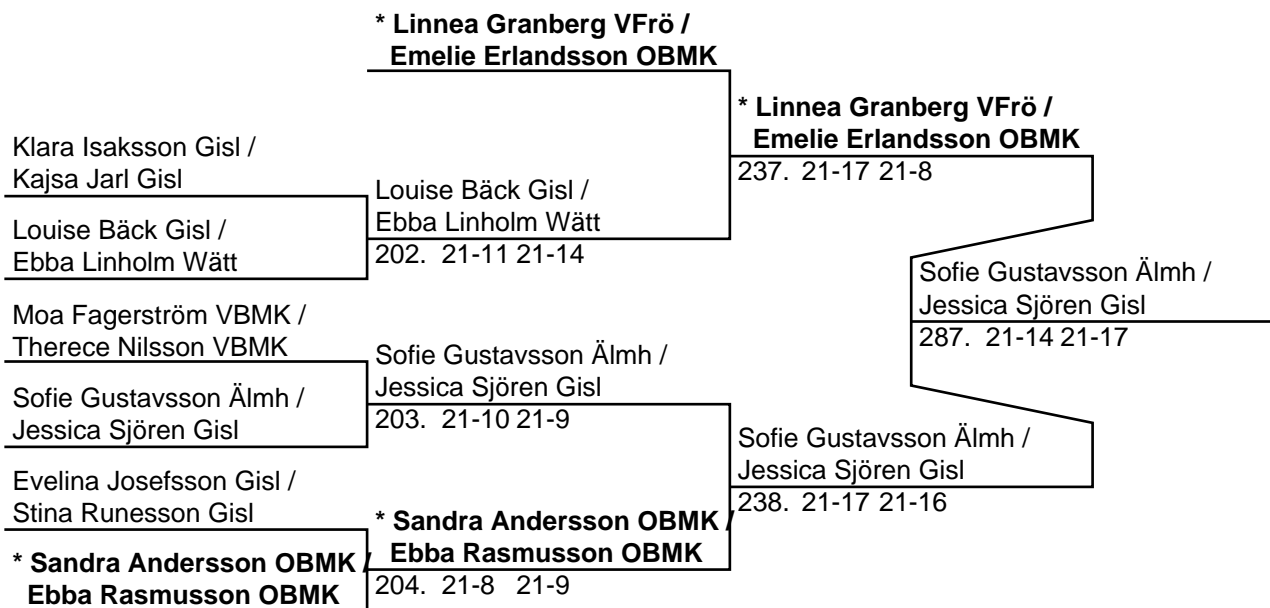 * Linnea Granberg VFrö /
Emelie Erlandsson OBMK
* Linnea Granberg VFrö /
Emelie Erlandsson OBMK
237. 21-17 21-8
Klara Isaksson Gisl /
Kajsa Jarl Gisl
Louise Bäck Gisl /
Ebba Linholm Wätt
202. 21-11 21-14
Louise Bäck Gisl /
Ebba Linholm Wätt
Sofie Gustavsson Älmh /
Jessica Sjören Gisl
287. 21-14 21-17
Moa Fagerström VBMK /
Therece Nilsson VBMK
Sofie Gustavsson Älmh /
Jessica Sjören Gisl
203. 21-10 21-9
Sofie Gustavsson Älmh /
Jessica Sjören Gisl
Sofie Gustavsson Älmh /
Jessica Sjören Gisl
238. 21-17 21-16
Evelina Josefsson Gisl /
Stina Runesson Gisl
* Sandra Andersson OBMK /
Ebba Rasmusson OBMK
204. 21-8 21-9
* Sandra Andersson OBMK /
Ebba Rasmusson OBMK